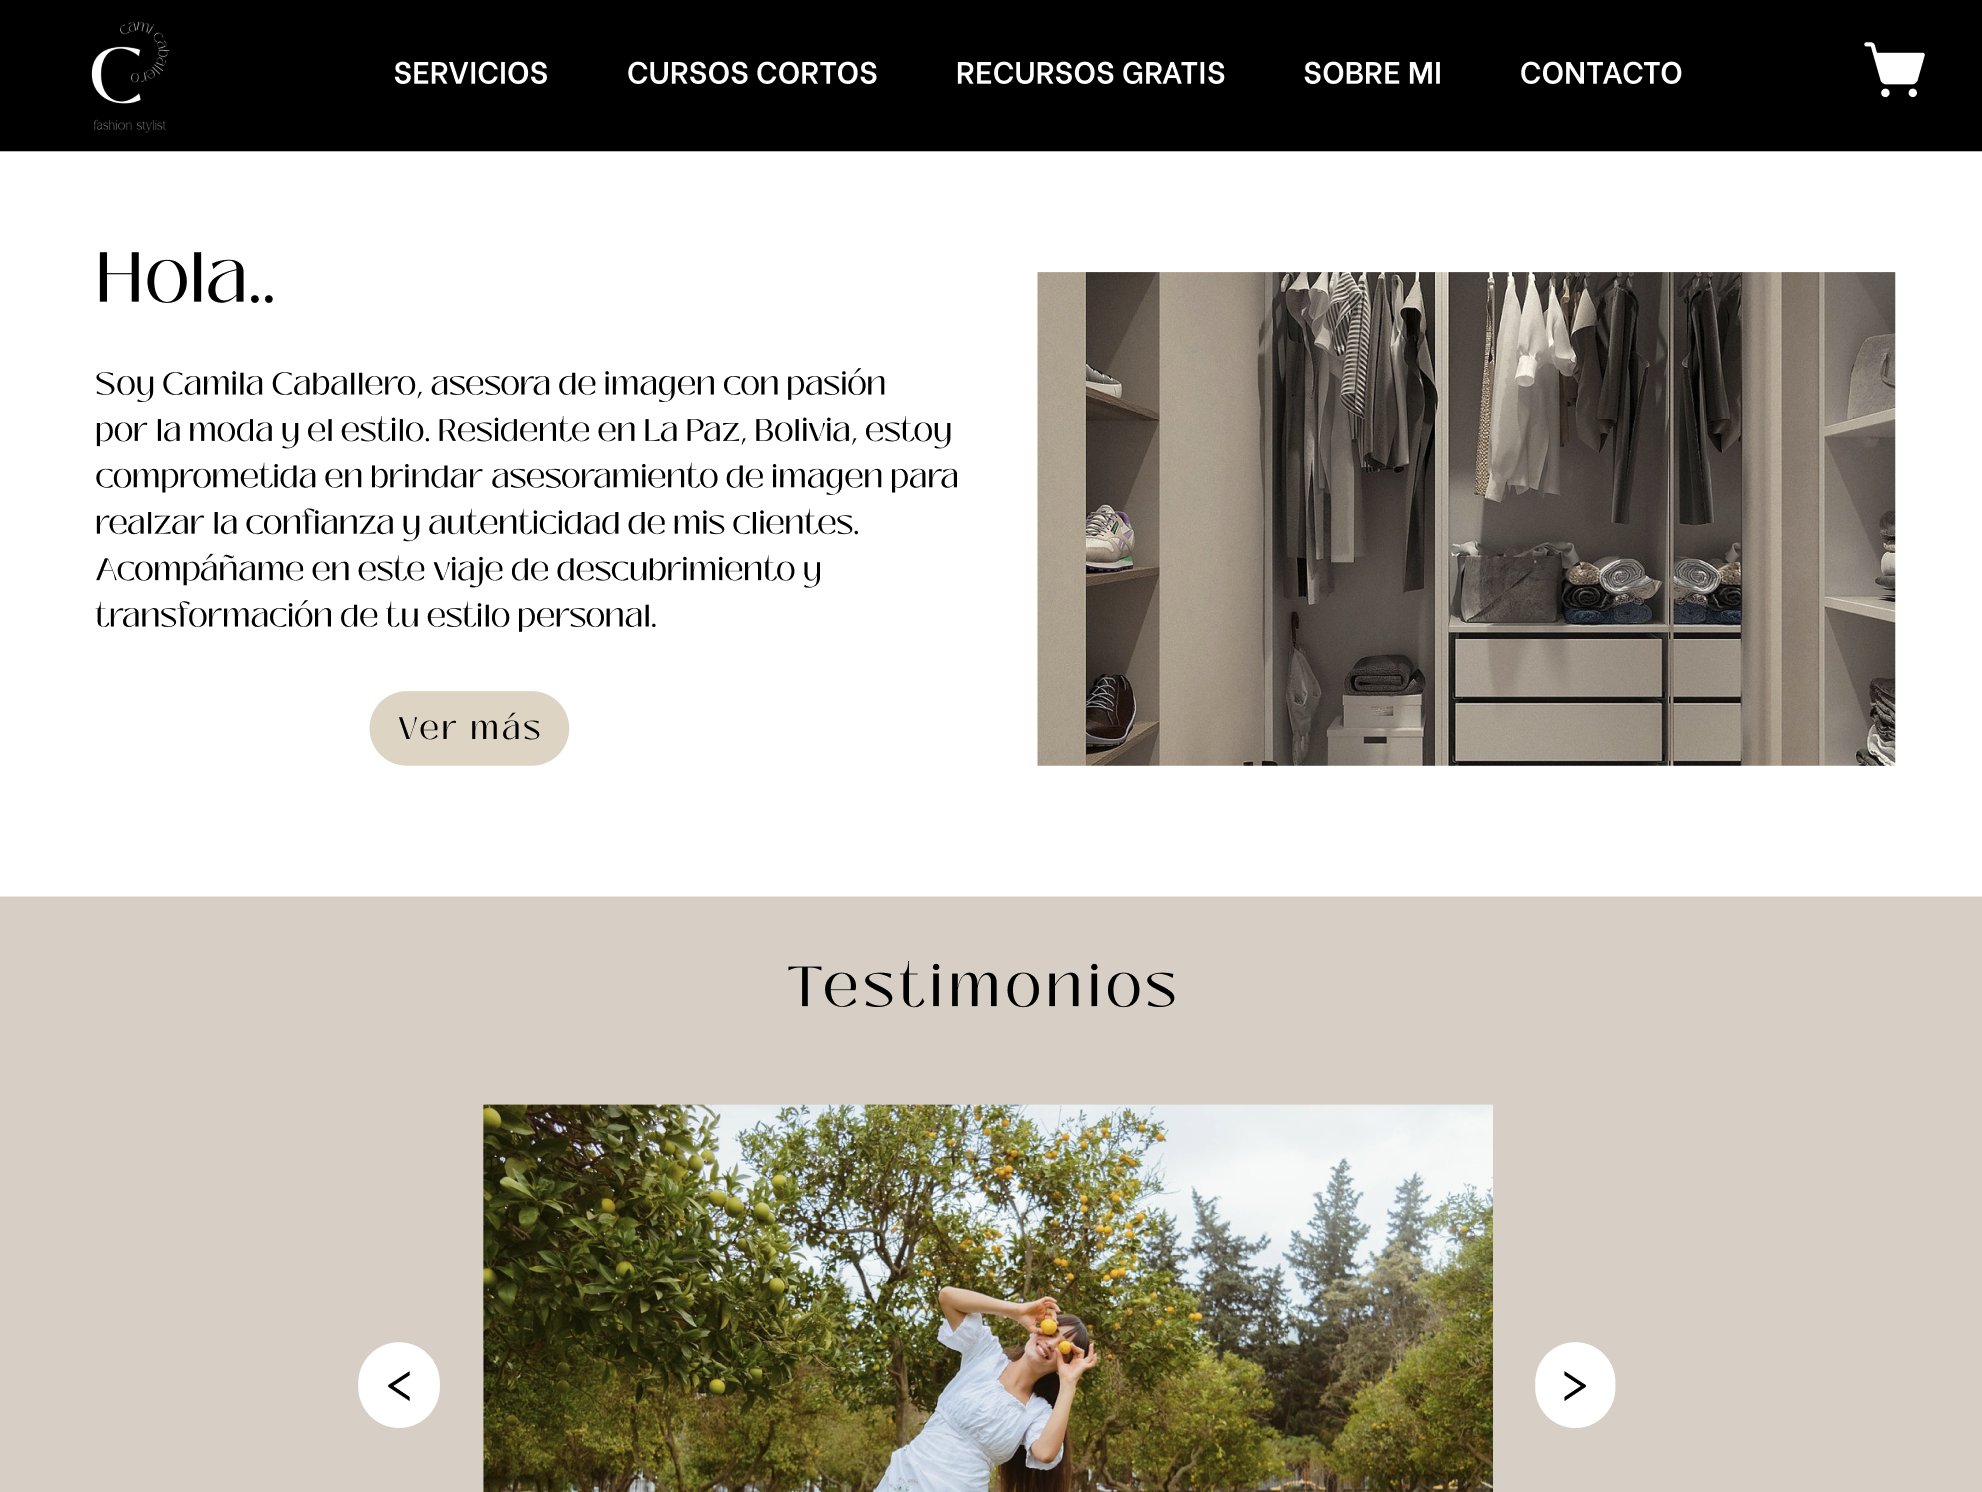 cami caballero
C
fashion stylist
SERVICIOS CURSOS CORTOS RECURSOS GRATIS SOBRE MI CONTACTO
Hola..
Soy Camila Caballero, asesora de imagen con pasión
por la moda y el estilo. Residente en La Paz, Bolivia, estoy
comprometida en brindar asesoramiento de imagen para
realzar la confianza y autenticidad de mis clientes.
Acompáñame en este viaje de descubrimiento y
transformación de tu estilo personal.
Ver más
Testimonios
< >